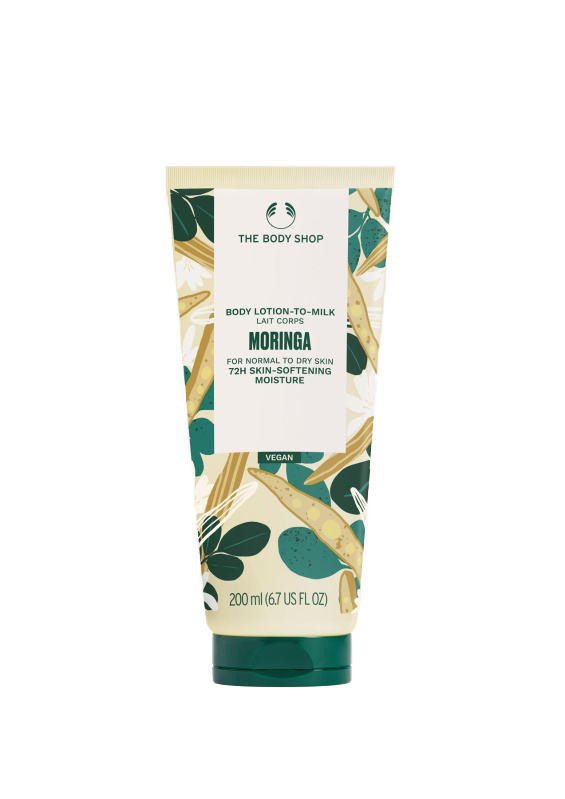 THE BODY SHOP
BODY LOTION-TO-MILK
LAIT CORPS
MORINGA
FOR NORMAL TO DRY SKIN
72H SKIN-SOFTENING
MOISTURE
VEGAN
200 ml (6.7 US FL OZ)